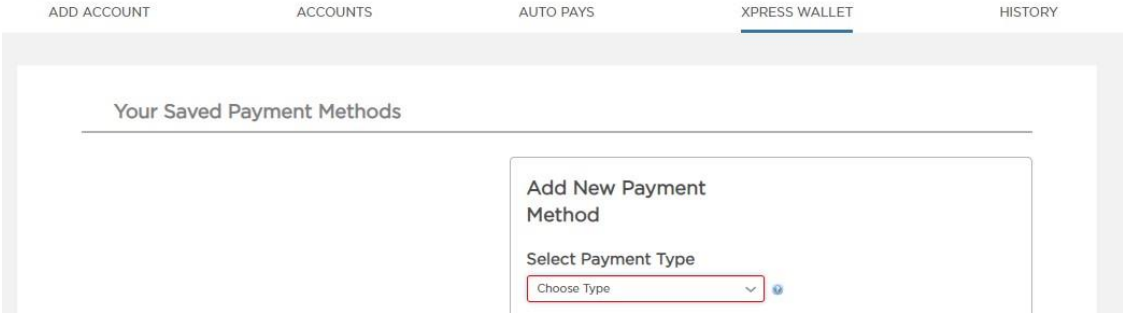 ADD ACCOUNT ACCOUNTS AUTO PAYS XPRESS WALLET HISTORY
Your Saved Payment Methods
Add New Payment
Method
Select Payment Type
Choose Type